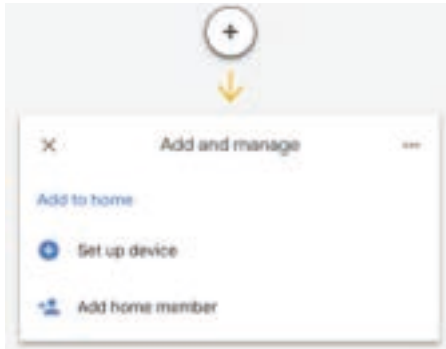 +
Add and manage
Add to home
Set up device
Add home member